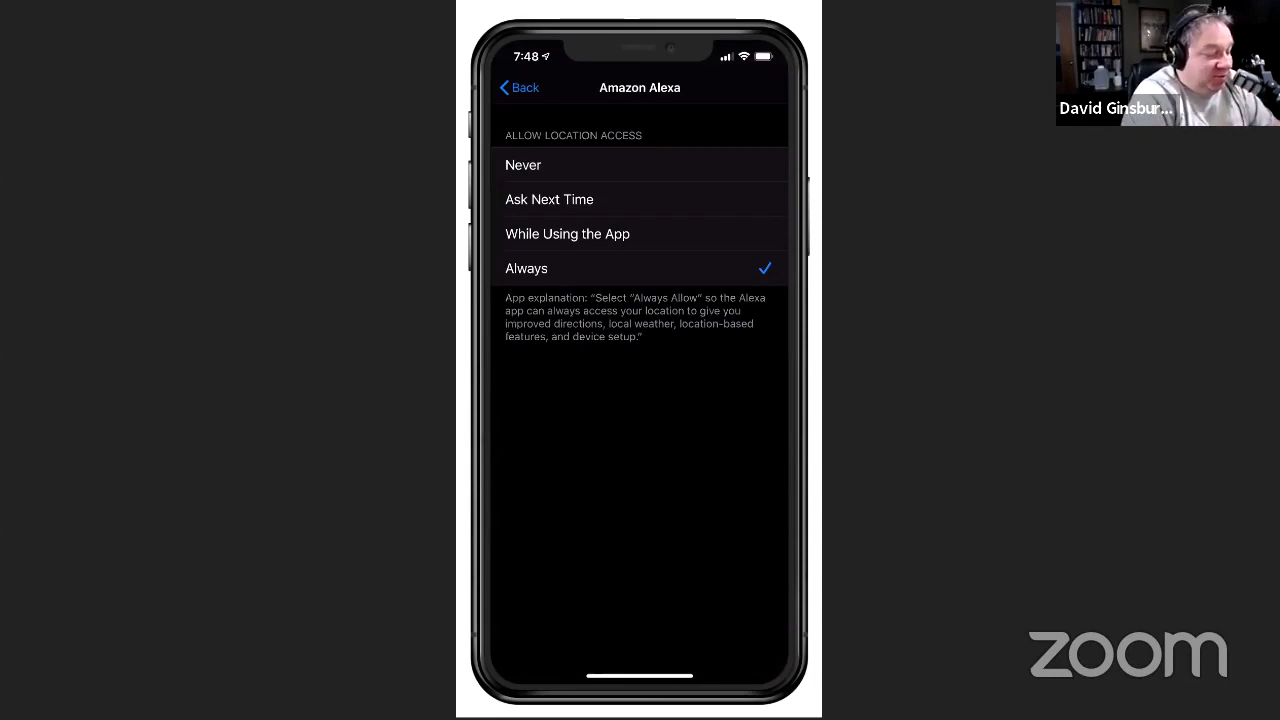 7:48
Back
Amazon Alexa
David Ginsbur...
ALLOW LOCATION ACCESS
Never
Ask Next Time
While Using the App
Always
App explanation: “Select “Always Allow” so the Alexa
app can always access your location to give you
improved directions, local weather, location-based
features, and device setup.”
zoom